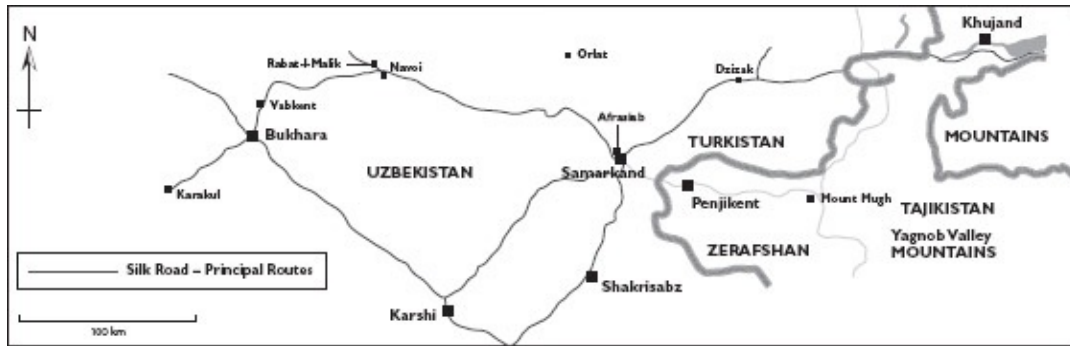 N
Khujand
Orlat
Rabat-i-Malik
Navoi
Dzizak
Vabkent
Afrasiab
Bukhara
TURKISTAN
MOUNTAINS
UZBEKISTAN
Samarkand
Karakul
Penjikent
Mount Mugh
TAJIKISTAN
Yagnob Valley
ZERAFSHAN
MOUNTAINS
Silk Road – Principal Routes
Shakrisabz
Karshi
100 km